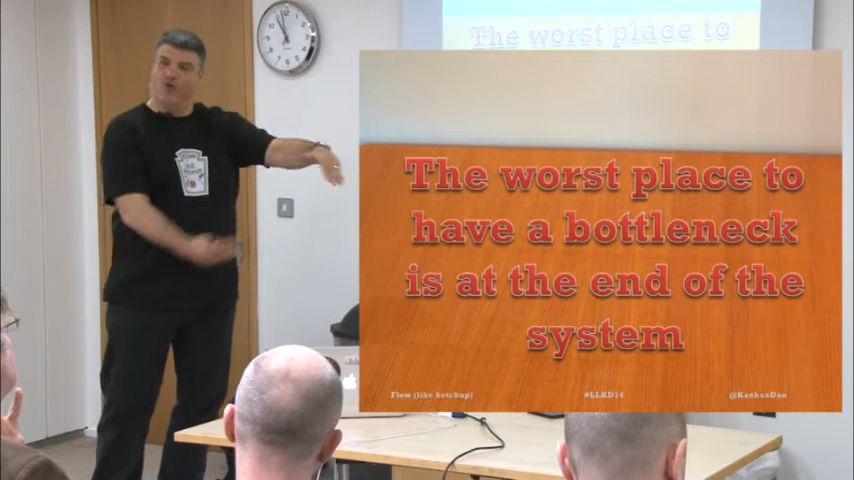 The worst place to
The worst place to
have a bottleneck
is at the end of the
system
Flow (like ketchup)
#LLKD14
@KanbanDan